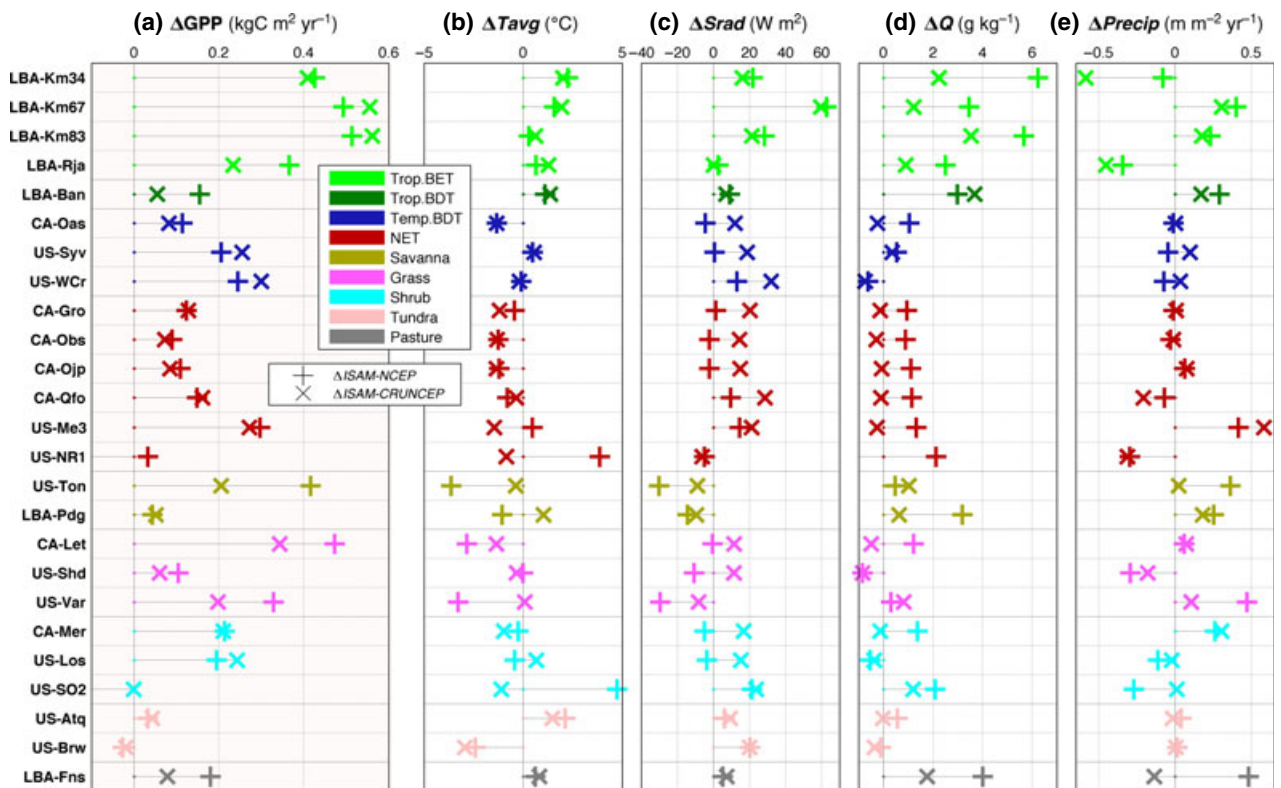 (a) ΔGPP (kgC m² yr⁻¹)
(b) ΔTavg (°C)
(c) ΔSrad (W m²)
(d) ΔQ (g kg⁻¹)
(e) ΔPrecip (m m⁻² yr⁻¹)
0 0.2 0.4 0.6
−5 0 5
−40 −20 0 20 40 60
0 2 4 6
−0.5 0 0.5
LBA-Km34
LBA-Km67
LBA-Km83
LBA-Rja
LBA-Ban
CA-Oas
US-Syv
US-WCr
CA-Gro
CA-Obs
CA-Ojp
CA-Qfo
US-Me3
US-NR1
US-Ton
LBA-Pdg
CA-Let
US-Shd
US-Var
CA-Mer
US-Los
US-SO2
US-Atq
US-Brw
LBA-Fns
Trop.BET
Trop.BDT
Temp.BDT
NET
Savanna
Grass
Shrub
Tundra
Pasture
ΔISAM-NCEP
ΔISAM-CRUNCEP